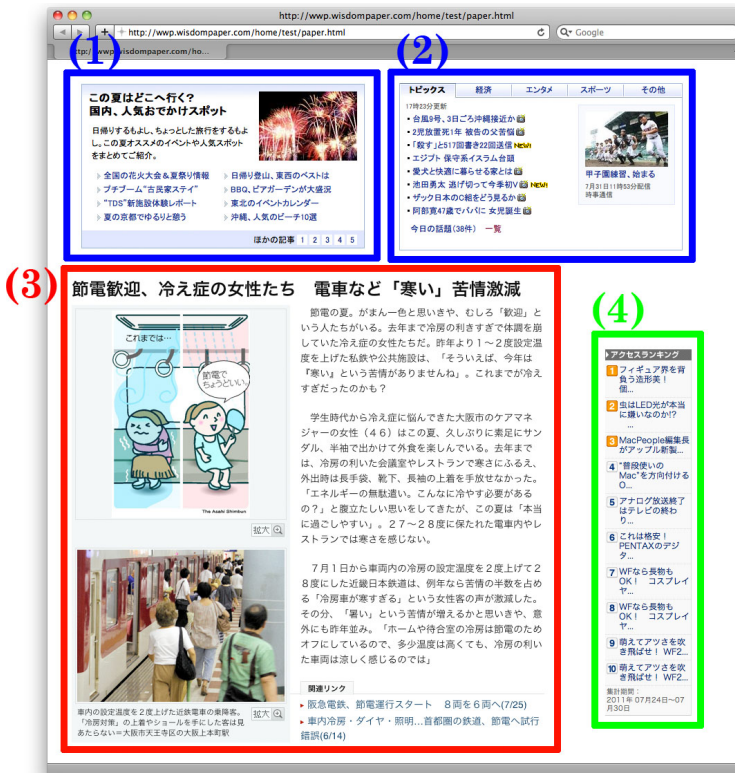 http://wwp.wisdompaper.com/home/test/paper.html
http://wwp.wisdompaper.com/home/test/paper.html
Google
http://wwp.wisdompaper.com/ho...
(1)
この夏はどこへ行く?
国内、人気おでかけスポット
日帰りするもよし、ちょっとした旅行をするもよ
し。この夏オススメのイベントや人気スポット
をまとめてご紹介。
全国の花火大会&夏祭り情報
日帰り登山、東西のベストは
プチブーム"古民家ステイ"
BBQ、ビアガーデンが大盛況
"TDS"新施設体験レポート
東北のイベントカレンダー
夏の京都でゆるりと憩う
沖縄、人気のビーチ10選
ほかの記事 1 2 3 4 5
(2)
トピックス 経済 エンタメ スポーツ その他
17時23分更新
台風9号、3日ごろ沖縄接近か
2児放置死1年 被告の父苦悩
「殺す」と517回書き22回送信 NEW!
エジプト 保守系イスラム台頭
愛犬と快適に暮らせる家とは
池田勇太 逃げ切って今季初V NEW!
ザック日本のC組をどう見るか
阿部寛47歳でパパに 女児誕生
今日の話題(38件) 一覧
甲子園練習、始まる
7月31日11時53分配信
時事通信
(3)
節電歓迎、冷え症の女性たち 電車など「寒い」苦情激減
これまでは…
節電で
ちょうどいい。
The Asahi Shimbun
拡大
節電の夏。がまん一色と思いきや、むしろ「歓迎」と
いう人たちがいる。去年まで冷房の利きすぎで体調を崩
していた冷え症の女性たちだ。昨年より1~2度設定温
度を上げた私鉄や公共施設は、「そういえば、今年は
『寒い』という苦情がありませんね」。これまでが冷え
すぎだったのかも?
学生時代から冷え症に悩んできた大阪市のケアマネ
ジャーの女性(46)はこの夏、久しぶりに素足にサン
ダル、半袖で出かけて外食を楽しんでいる。去年まで
は、冷房の利いた会議室やレストランで寒さにふるえ、
外出時は長手袋、靴下、長袖の上着を手放せなかった。
「エネルギーの無駄遣い。こんなに冷やす必要がある
の?」と腹立たしい思いをしてきたが、この夏は「本当
に過ごしやすい」。27~28度に保たれた電車内やレ
ストランでは寒さを感じない。
7月1日から車両内の冷房の設定温度を2度上げて2
8度にした近畿日本鉄道は、例年なら苦情の半数を占め
る「冷房車が寒すぎる」という女性客の声が激減した。
その分、「暑い」という苦情が増えるかと思いきや、意
外にも昨年並み。「ホームや待合室の冷房は節電のため
オフにしているので、多少温度は高くても、冷房の利い
た車両は涼しく感じるのでは」
車内の設定温度を2度上げた近鉄電車の乗降客。
「冷房対策」の上着やショールを手にした客は見
あたらない=大阪市天王寺区の大阪上本町駅
拡大
関連リンク
阪急電鉄、節電運行スタート 8両を6両へ(7/25)
車内冷房・ダイヤ・照明…首都圏の鉄道、節電へ試行
錯誤(6/14)
(4)
アクセスランキング
1 フィギュア界を背
負う造形美!
個...
2 虫はLED光が本当
に嫌いなのか!?
...
3 MacPeople編集長
がアップル新製...
4 "普段使いの
Mac"を方向付ける
O...
5 アナログ放送終了
はテレビの終わ
り...
6 これは格安!
PENTAXのデジ
タ...
7 WFなら長物も
OK! コスプレイ
ヤ...
8 WFなら長物も
OK! コスプレイ
ヤ...
9 萌えてアツさを吹
き飛ばせ! WF2...
10 萌えてアツさを吹
き飛ばせ! WF2...
集計期間:
2011年 07月24日~07
月30日